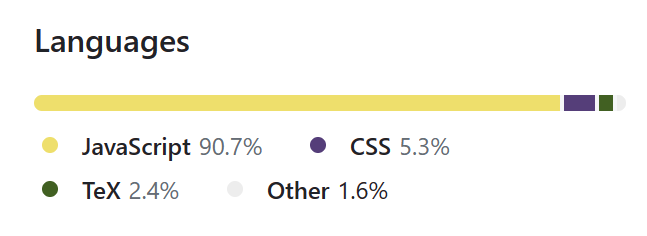 Languages
JavaScript 90.7% CSS 5.3%
TeX 2.4% Other 1.6%